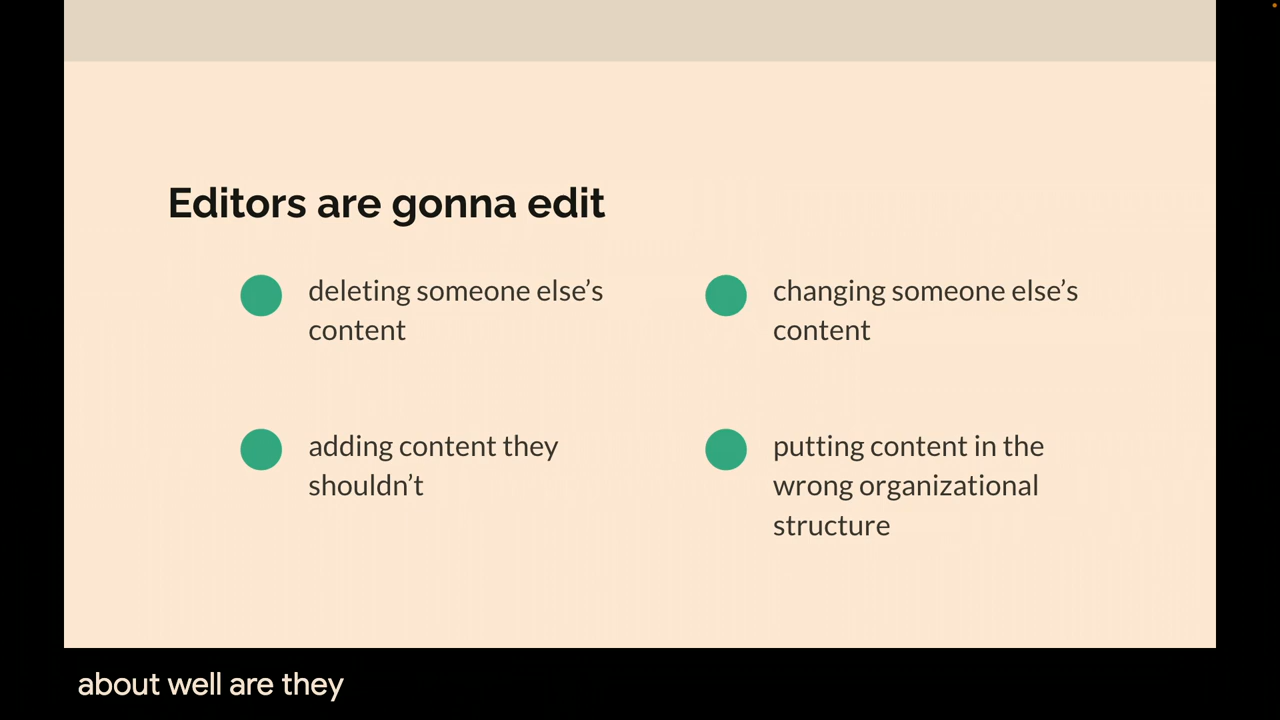 Editors are gonna edit
deleting someone else’s
content
changing someone else’s
content
adding content they
shouldn’t
putting content in the
wrong organizational
structure
about well are they